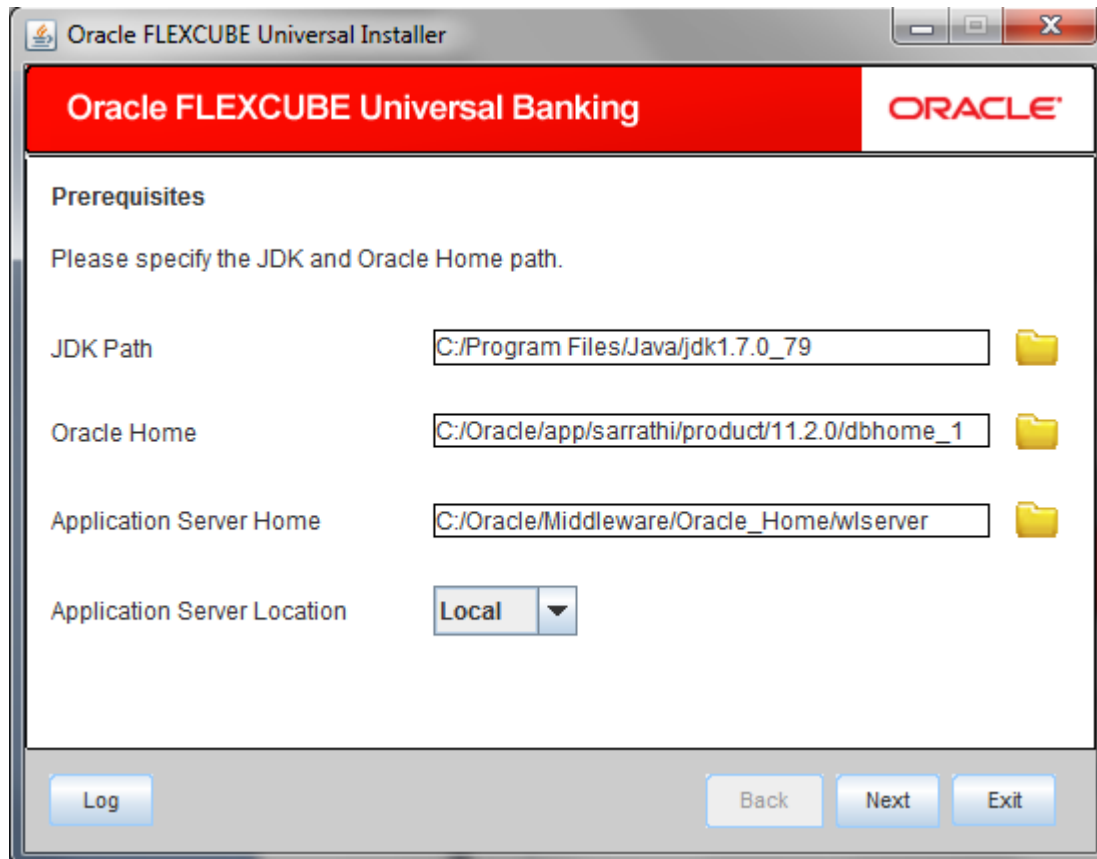 Oracle FLEXCUBE Universal Installer
Oracle FLEXCUBE Universal Banking
ORACLE
Prerequisites
Please specify the JDK and Oracle Home path.
JDK Path
C:/Program Files/Java/jdk1.7.0_79
Oracle Home
C:/Oracle/app/sarrathi/product/11.2.0/dbhome_1
Application Server Home
C:/Oracle/Middleware/Oracle_Home/wlserver
Application Server Location
Local
Log
Back
Next
Exit